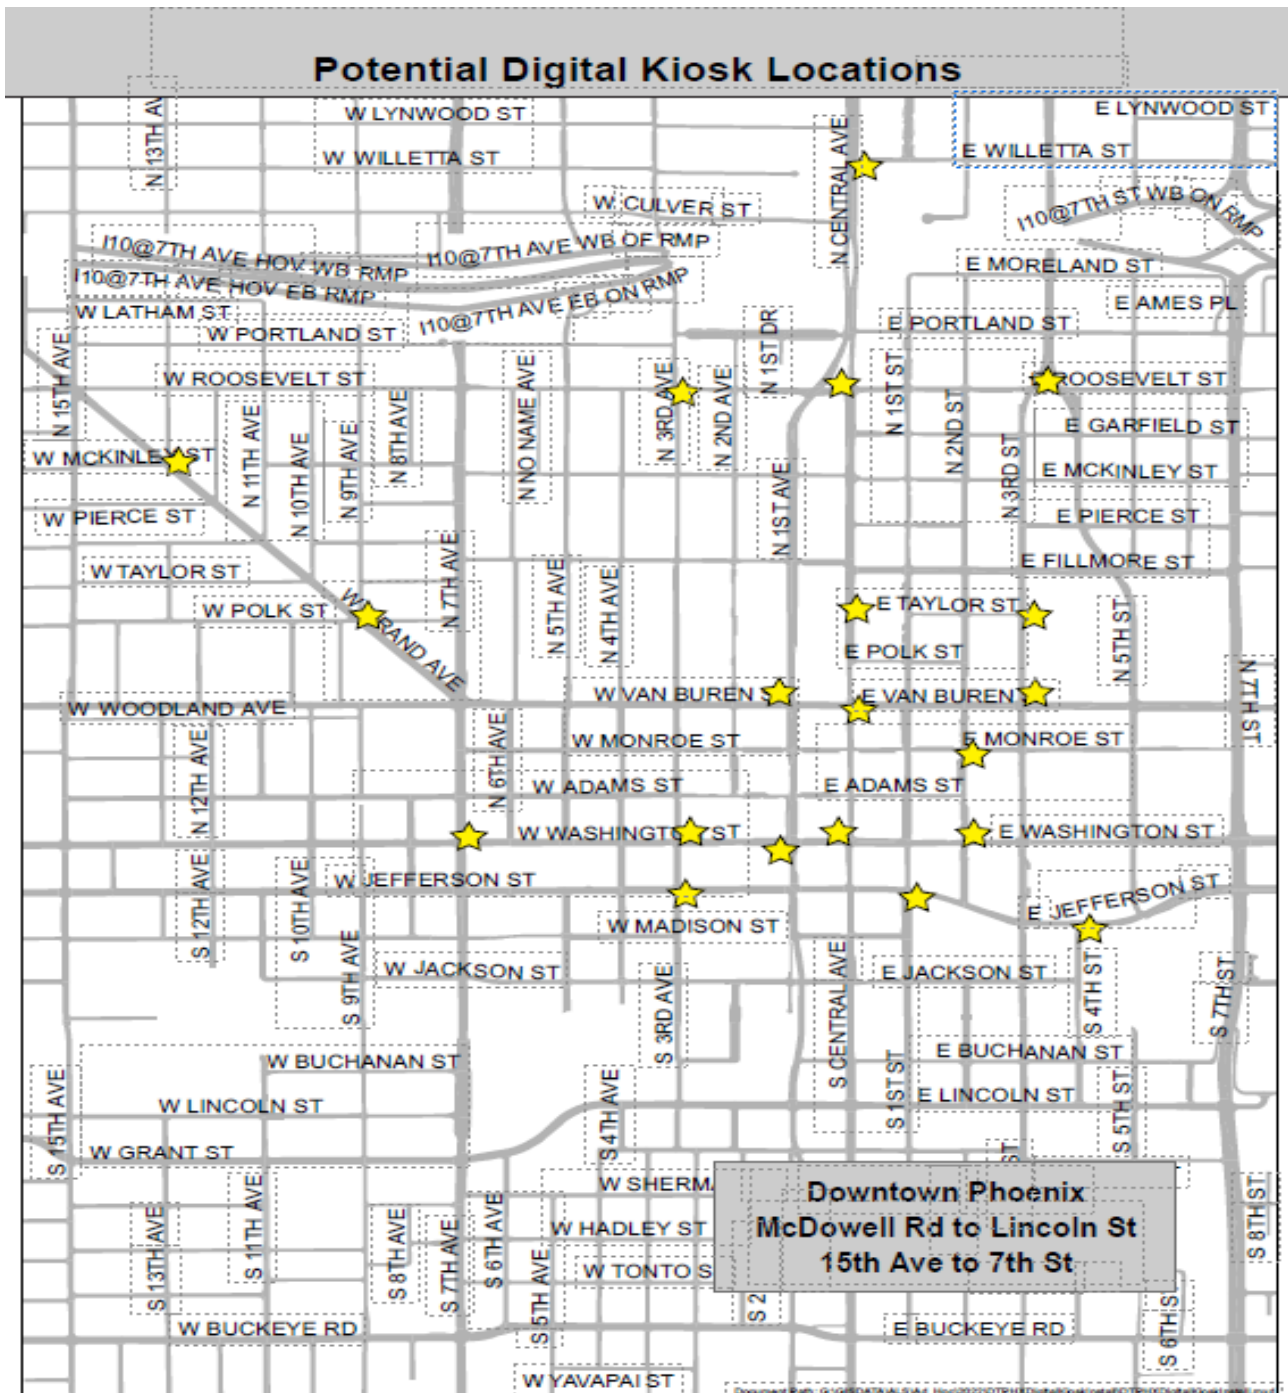 Potential Digital Kiosk Locations
E LYNWOOD ST
W LYNWOOD ST
N 13TH AV
E WILLETTA ST
W WILLETTA ST
N CENTRAL AVE
W CULVER ST
I10@7TH ST WB ON RMP
I10@7TH AVE HOV WB RMP
I10@7TH AVE WB OF RMP
E MORELAND ST
I10@7TH AVE HOV EB RMP
I10@7TH AVE EB ON RMP
E AMES PL
W LATHAM ST
W PORTLAND ST
E PORTLAND ST
N 1ST DR
N 15TH AVE
W ROOSEVELT ST
N NO NAME AVE
N 3RD AVE
N 2ND AVE
N 1ST ST
ROOSEVELT ST
N 11TH AVE
N 10TH AVE
N 9TH AVE
N 8TH AVE
N 2ND ST
E GARFIELD ST
W MCKINLEY ST
N 1ST AVE
N 3RD ST
E MCKINLEY ST
W PIERCE ST
E PIERCE ST
N 7TH AVE
E FILLMORE ST
W TAYLOR ST
N 5TH AVE
N 4TH AVE
E TAYLOR ST
N 5TH ST
W POLK ST
W GRAND AVE
E POLK ST
N 7TH ST
W VAN BUREN
E VAN BUREN
W WOODLAND AVE
N 12TH AVE
N 6TH AVE
W MONROE ST
E MONROE ST
W ADAMS ST
E ADAMS ST
W WASHINGTON ST
E WASHINGTON ST
W JEFFERSON ST
E JEFFERSON ST
S 12TH AVE
S 10TH AVE
W MADISON ST
S 9TH AVE
W JACKSON ST
S 3RD AVE
S CENTRAL AVE
E JACKSON ST
S 4TH ST
S 7TH ST
W BUCHANAN ST
E BUCHANAN ST
S 15TH AVE
W LINCOLN ST
S 4TH AVE
S 1ST ST
E LINCOLN ST
S 5TH ST
W GRANT ST
ST
W SHERMA
Downtown Phoenix
McDowell Rd to Lincoln St
15th Ave to 7th St
S 13TH AVE
S 11TH AVE
S 8TH AVE
S 7TH AVE
S 6TH AVE
W HADLEY ST
S 8TH ST
S 5TH AVE
W TONTO S
S 2
W BUCKEYE RD
E BUCKEYE RD
S 6TH S
W YAVAPAI ST